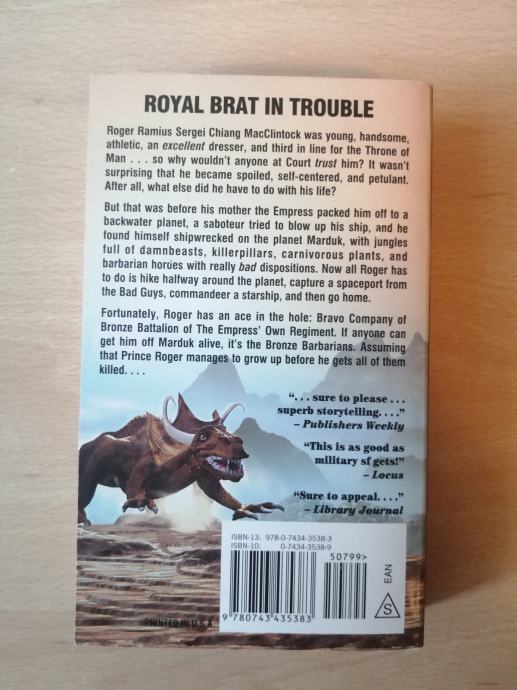 ROYAL BRAT IN TROUBLE
Roger Ramius Sergei Chiang MacClintock was young, handsome,
athletic, an excellent dresser, and third in line for the Throne of
Man . . . so why wouldn't anyone at Court trust him? It wasn't
surprising that he became spoiled, self-centered, and petulant.
After all, what else did he have to do with his life?
But that was before his mother the Empress packed him off to a
backwater planet, a saboteur tried to blow up his ship, and he
found himself shipwrecked on the planet Marduk, with jungles
full of damnbeasts, killerpillars, carnivorous plants, and
barbarian hordes with really bad dispositions. Now all Roger has
to do is hike halfway around the planet, capture a spaceport from
the Bad Guys, commandeer a starship, and then go home.
Fortunately, Roger has an ace in the hole: Bravo Company of
Bronze Battalion of The Empress' Own Regiment. If anyone can
get him off Marduk alive, it's the Bronze Barbarians. Assuming
that Prince Roger manages to grow up before he gets all of them
killed. . . .
". . . sure to please . . .
superb storytelling. . . ."
– Publishers Weekly
"This is as good as
military sf gets!"
– Locus
"Sure to appeal. . . ."
– Library Journal
ISBN-13: 978-0-7434-3538-3
ISBN-10: 0-7434-3538-9
50799>
EAN
S
9 780743 435383
PRINTED IN U.S.A.